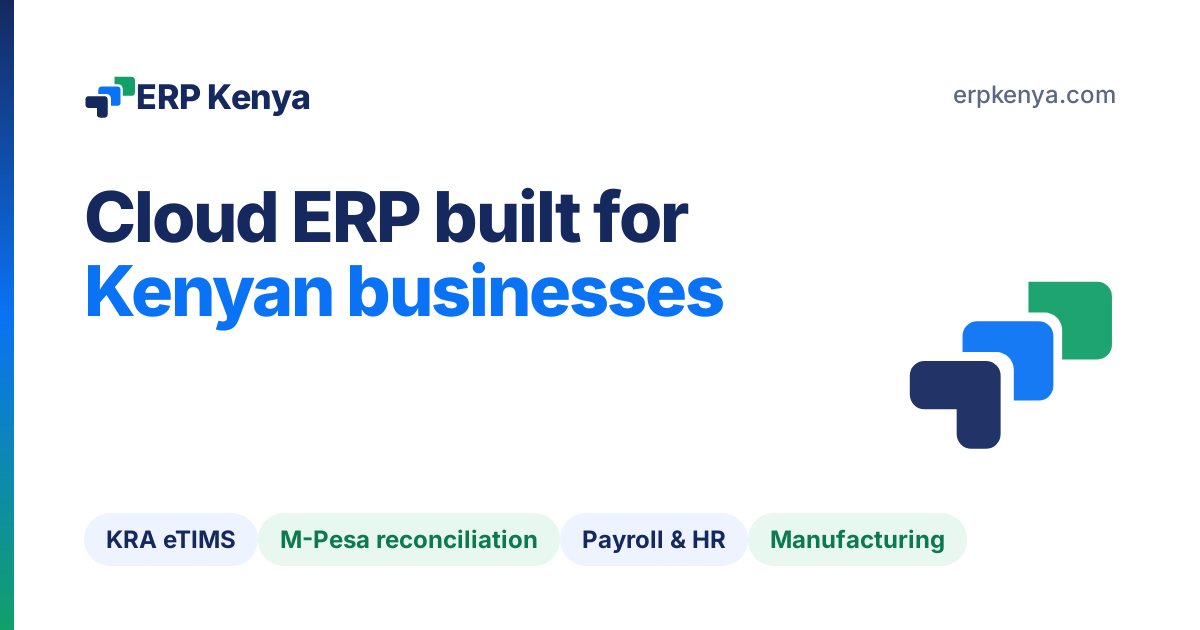 ERP Kenya
erpkenya.com
Cloud ERP built for
Kenyan businesses
KRA eTIMS
M-Pesa reconciliation
Payroll & HR
Manufacturing